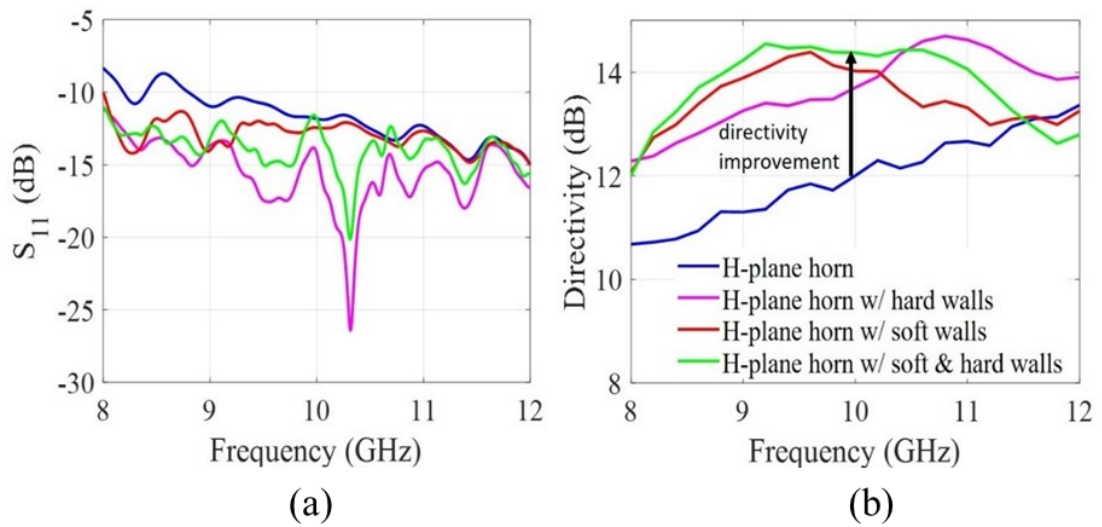 -5
-10
-15
-20
-25
-30
S11 (dB)
8 9 10 11 12
Frequency (GHz)
(a)
14
12
10
8
Directivity (dB)
directivity
improvement
H-plane horn
H-plane horn w/ hard walls
H-plane horn w/ soft walls
H-plane horn w/ soft & hard walls
8 9 10 11 12
Frequency (GHz)
(b)